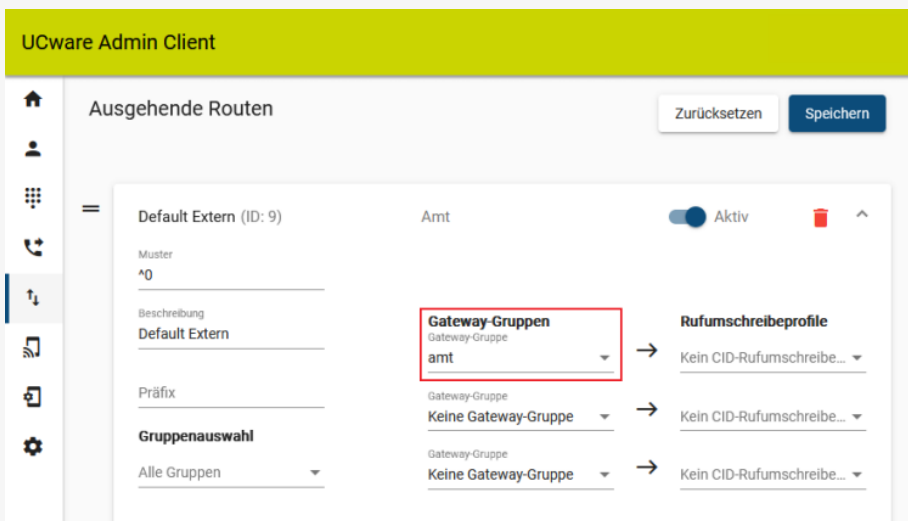 UCware Admin Client
Ausgehende Routen
Zurücksetzen
Speichern
Default Extern (ID: 9)
Amt
Aktiv
Muster
^0
Beschreibung
Default Extern
Präfix
Gruppenauswahl
Alle Gruppen
Gateway-Gruppen
Gateway-Gruppe
amt
Gateway-Gruppe
Keine Gateway-Gruppe
Gateway-Gruppe
Keine Gateway-Gruppe
Rufumschreibeprofile
Kein CID-Rufumschreibe...
Kein CID-Rufumschreibe...
Kein CID-Rufumschreibe...